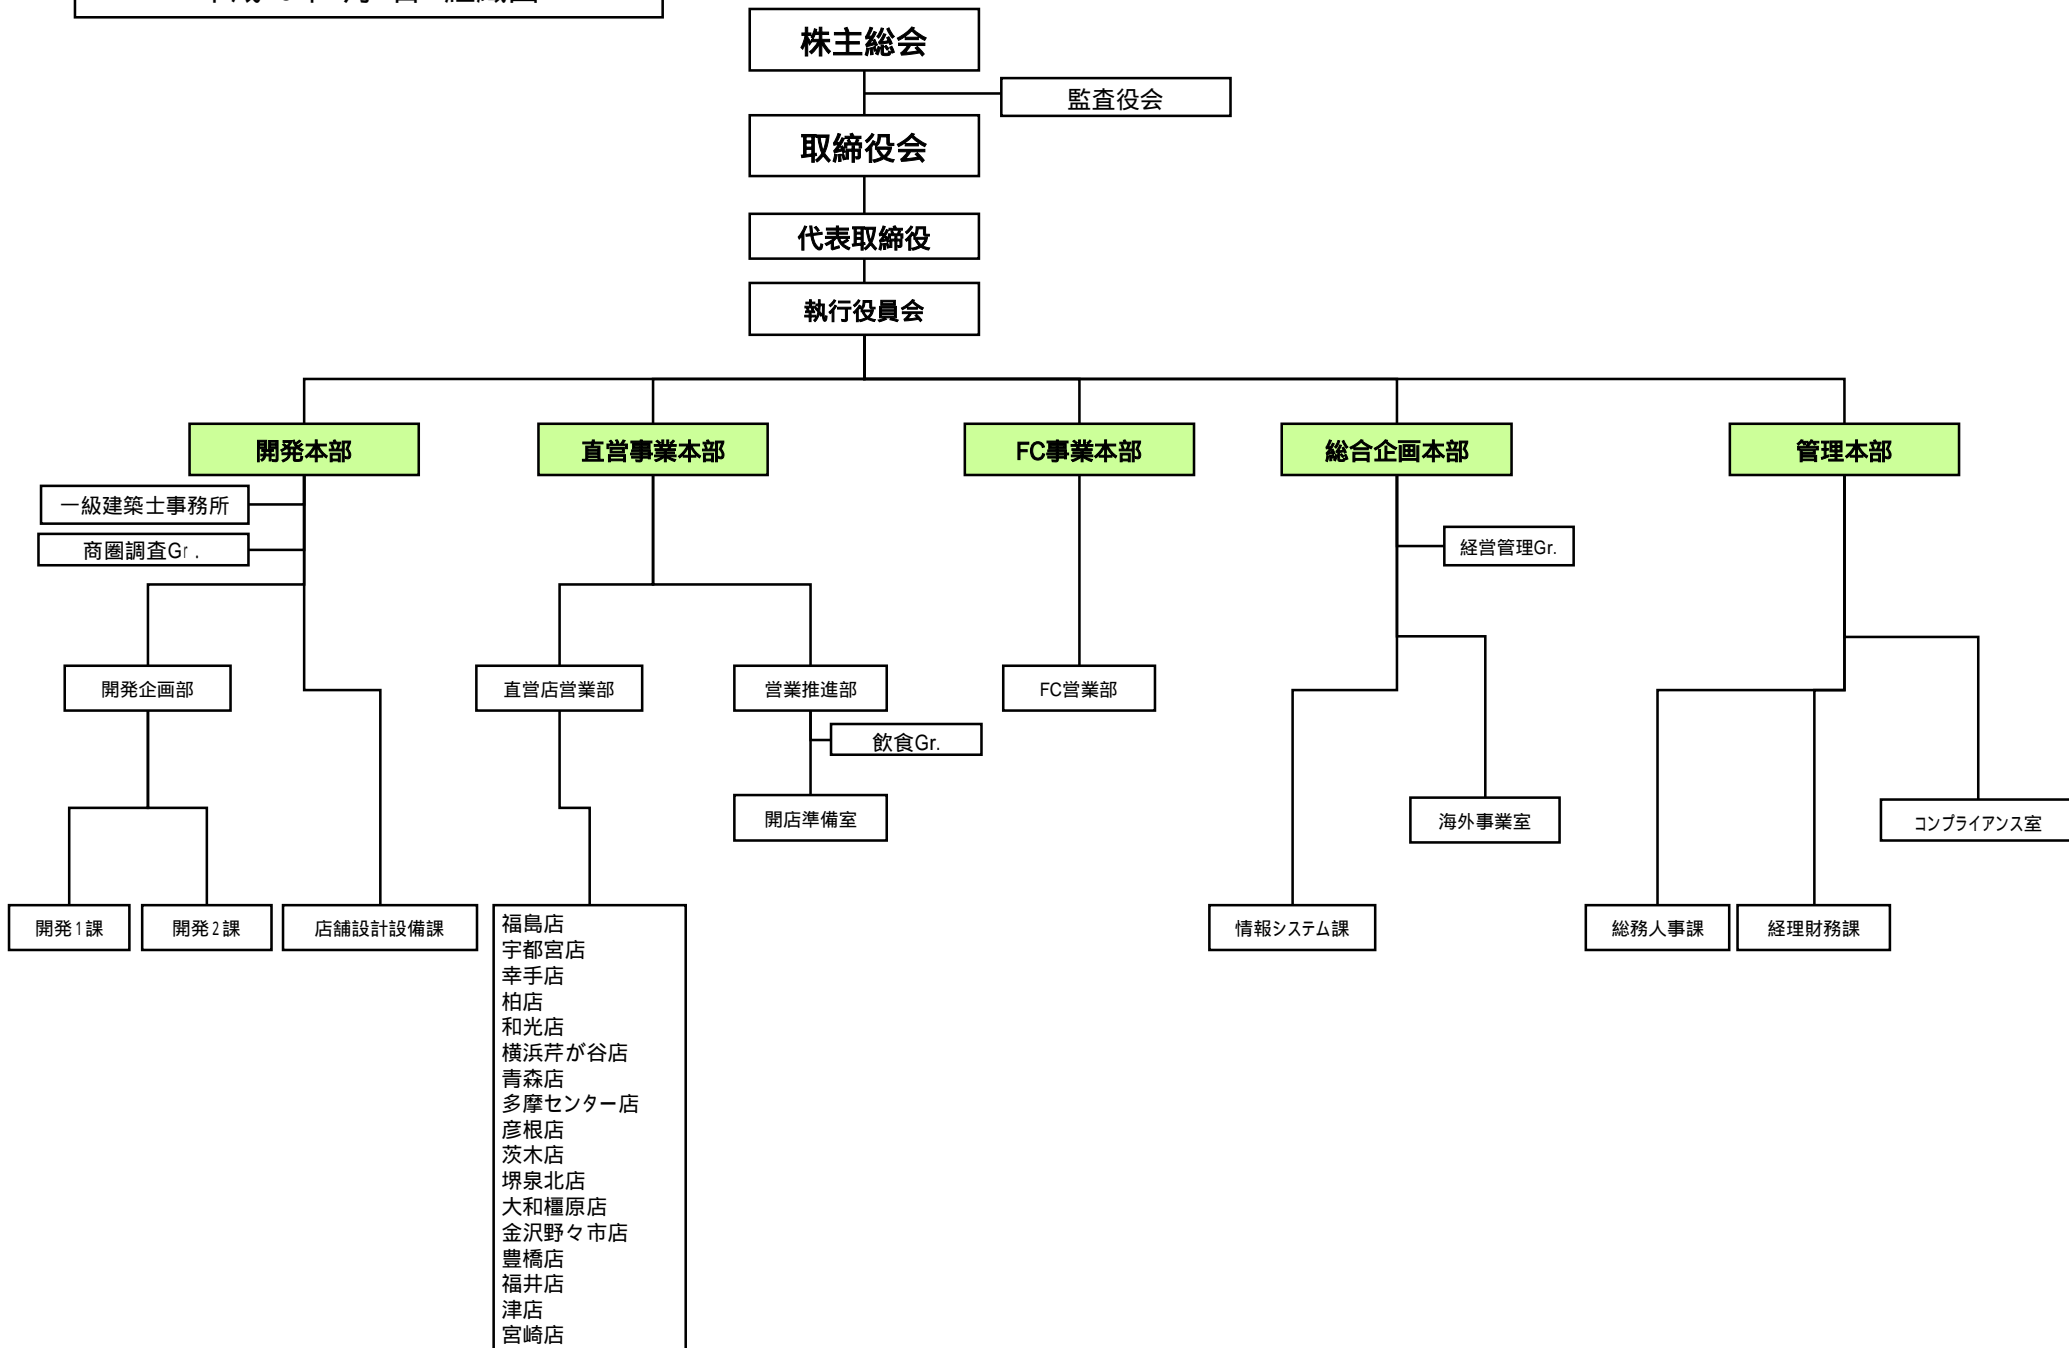 株主総会
監査役会
取締役会
代表取締役
執行役員会
開発本部
直営事業本部
FC事業本部
総合企画本部
管理本部
一級建築士事務所
商圏調査Gr.
経営管理Gr.
開発企画部
直営店営業部
営業推進部
FC営業部
飲食Gr.
開店準備室
海外事業室
コンプライアンス室
開発1課
開発2課
店舗設計設備課
情報システム課
総務人事課
経理財務課
福島店
宇都宮店
幸手店
柏店
和光店
横浜芹が谷店
青森店
多摩センター店
彦根店
茨木店
堺泉北店
大和橿原店
金沢野々市店
豊橋店
福井店
津店
宮崎店